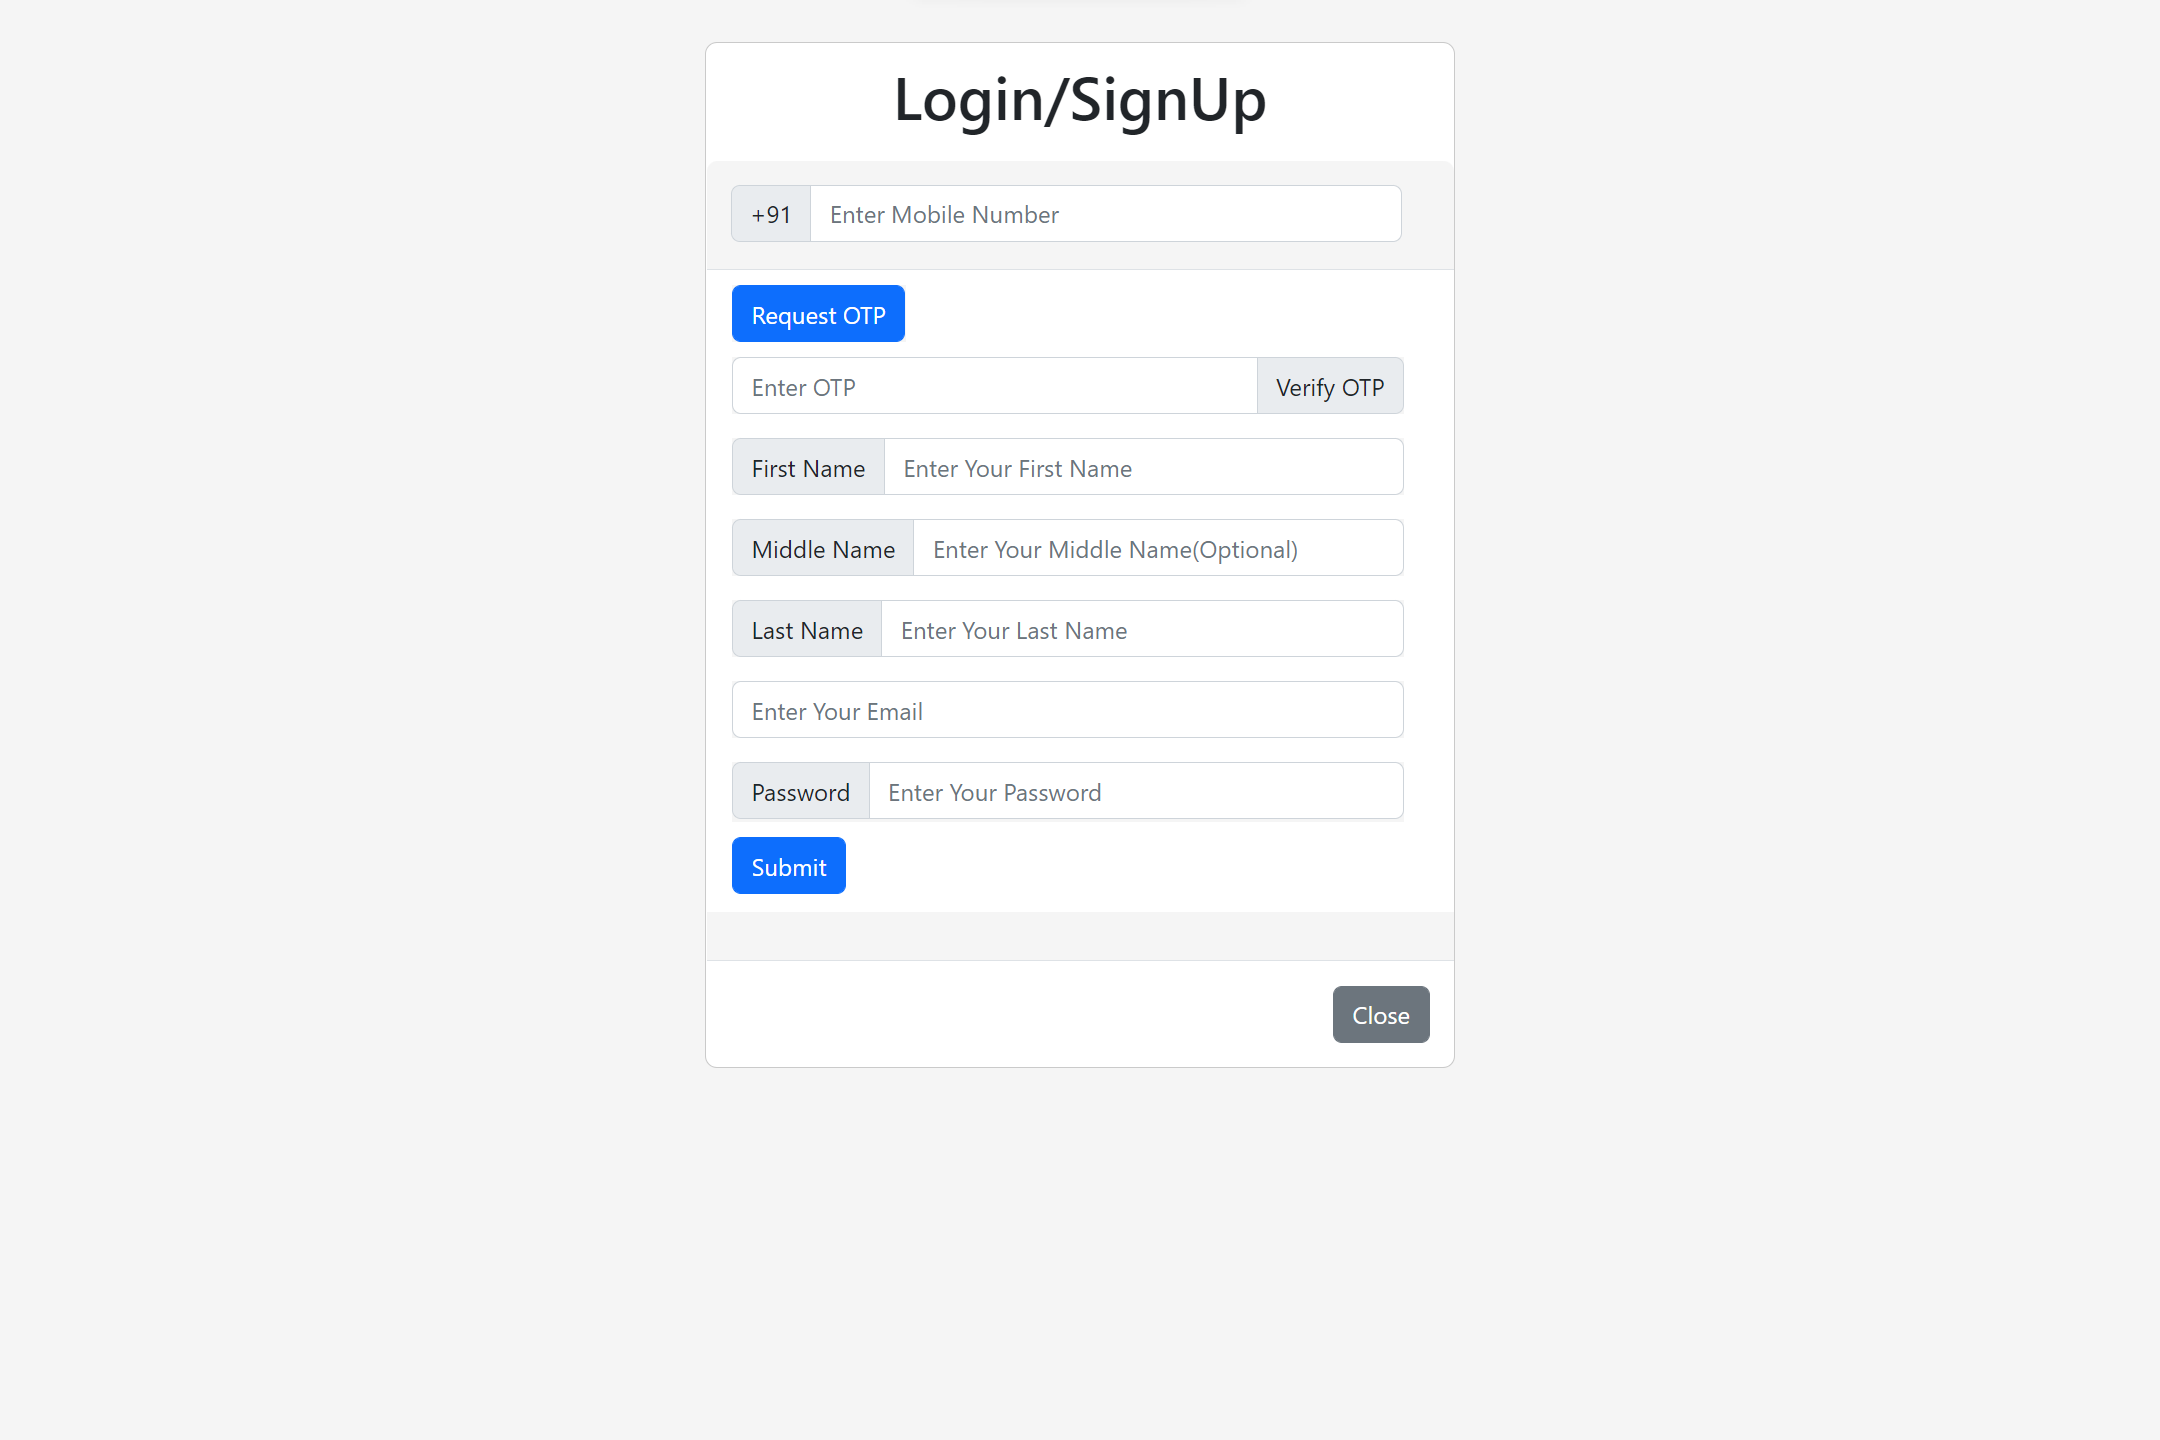 Login/SignUp
+91 Enter Mobile Number
Request OTP
Enter OTP Verify OTP
First Name Enter Your First Name
Middle Name Enter Your Middle Name(Optional)
Last Name Enter Your Last Name
Enter Your Email
Password Enter Your Password
Submit
Close